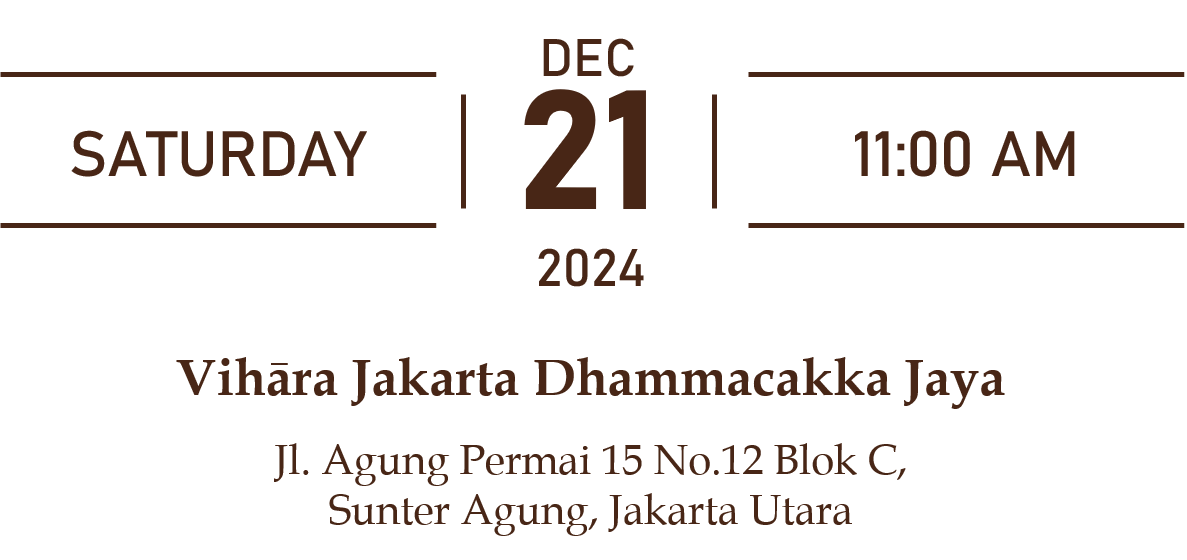 DEC
SATURDAY
21
11:00 AM
2024
Vihāra Jakarta Dhammacakka Jaya
Jl. Agung Permai 15 No.12 Blok C,
Sunter Agung, Jakarta Utara